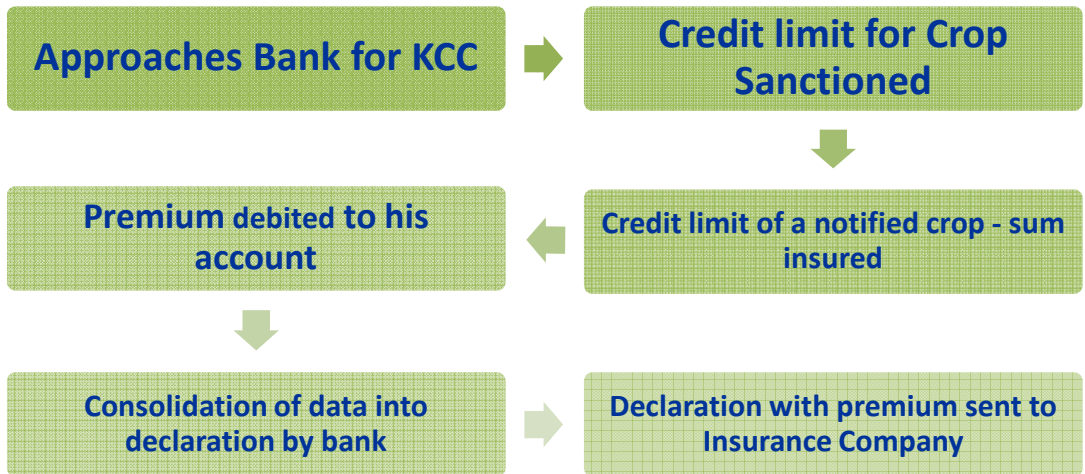 Approaches Bank for KCC
Credit limit for Crop
Sanctioned
Credit limit of a notified crop - sum
insured
Premium debited to his
account
Consolidation of data into
declaration by bank
Declaration with premium sent to
Insurance Company